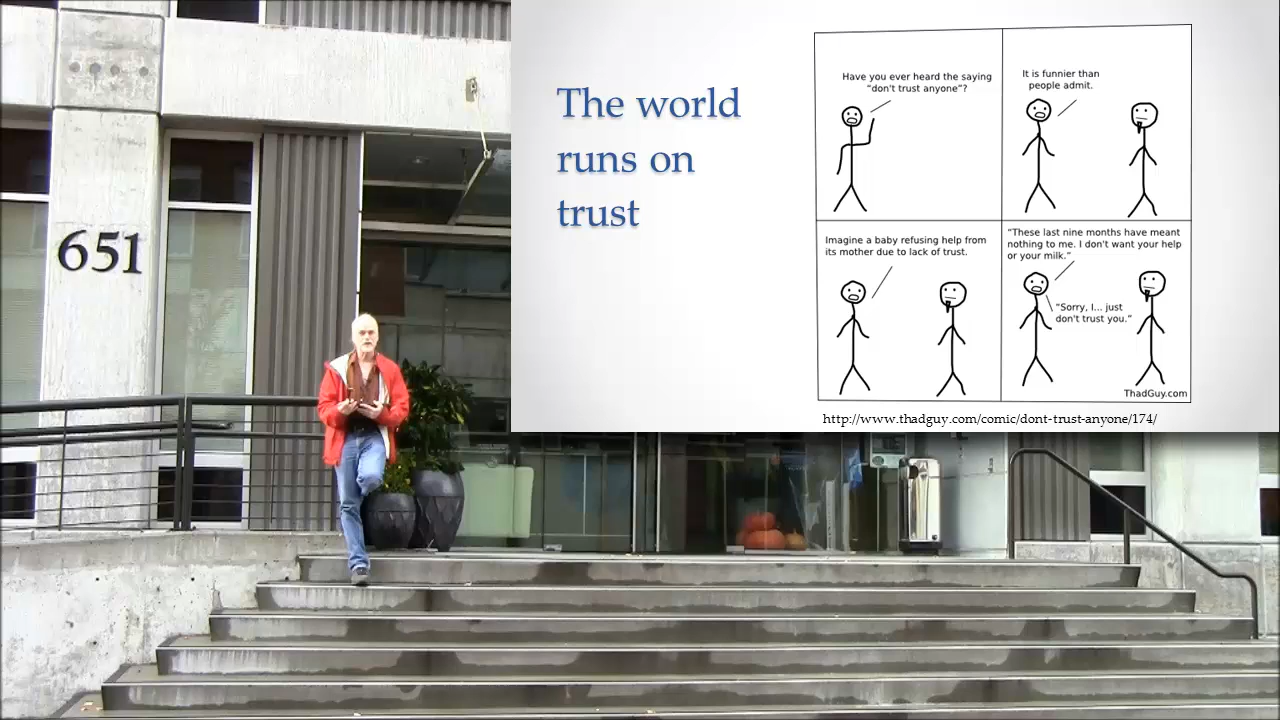 651
The world
runs on
trust
Have you ever heard the saying
"don't trust anyone"?
It is funnier than
people admit.
Imagine a baby refusing help from
its mother due to lack of trust.
"These last nine months have meant
nothing to me. I don't want your help
or your milk."
"Sorry, I... just
don't trust you."
ThadGuy.com
http://www.thadguy.com/comic/dont-trust-anyone/174/